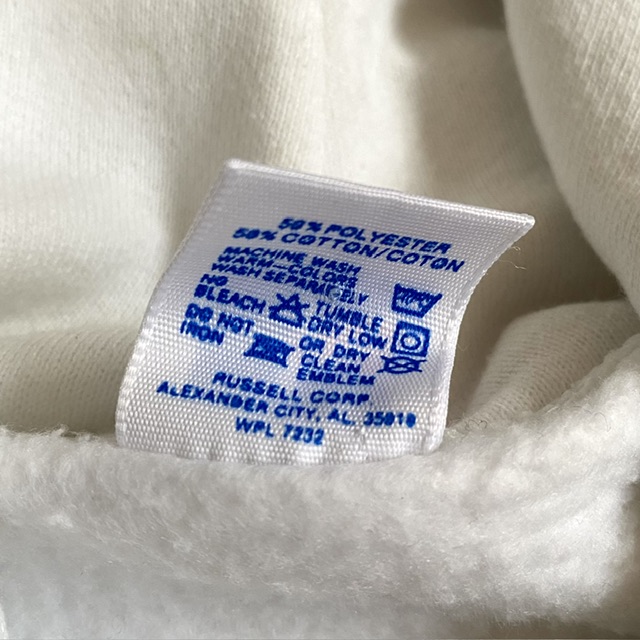 50% POLYESTER
50% COTTON/COTON
MACHINE WASH
WARM COLORS
WASH SEPARATELY
NO
BLEACH
TUMBLE
DRY LOW
DO NOT
IRON
OR DRY
CLEAN
EMBLEM
RUSSELL CORP
ALEXANDER CITY, AL. 35010
WPL 7232